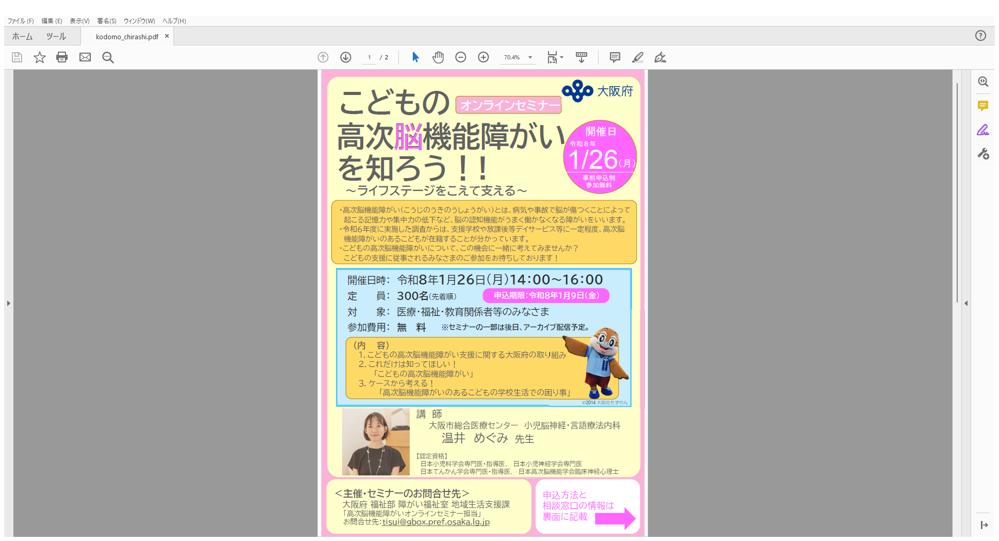 ファイル (F) 編集 (E) 表示(V) 署名(S) ウィンドウ(W) ヘルプ(H)
ホーム ツール kodomo_chirashi.pdf ×
1 / 2 70.4%
大阪府
こどもの オンラインセミナー
高次脳機能障がい
を知ろう！！
～ライフステージをこえて支える～
開催日
令和８年
1/26（月）
事前申込制
参加無料
・高次脳機能障がい（こうじのうきのうしょうがい）とは、病気や事故で脳が傷つくことによって
起こる記憶力や集中力の低下など、脳の認知機能がうまく働かなくなる障がいをいいます。
・令和６年度に実施した調査からは、支援学校や放課後等デイサービス等に一定程度、高次脳
機能障がいのあるこどもが在籍することが分かっています。
・こどもの高次脳機能障がいについて、この機会に一緒に考えてみませんか？
こどもの支援に従事されるみなさまのご参加をお待ちしております！
開催日時： 令和8年1月26日（月）14：00～16：00
定　員： 300名（先着順） 申込期限：令和8年1月9日（金）
対　象： 医療・福祉・教育関係者等のみなさま
参加費用： 無　料 ※セミナーの一部は後日、アーカイブ配信予定。
（内　容）
1. こどもの高次脳機能障がい支援に関する大阪府の取り組み
2. これだけは知ってほしい！
「こどもの高次脳機能障がい」
3. ケースから考える！
「高次脳機能障がいのあるこどもの学校生活での困り事」
©2014 大阪府もずやん
講 師
大阪市総合医療センター 小児脳神経・言語療法内科
温井 めぐみ 先生
【認定資格】
日本小児科学会専門医・指導医、 日本小児神経学会専門医
日本てんかん学会専門医・指導医、 日本高次脳機能学会臨床神経心理士
＜主催・セミナーのお問合せ先＞
大阪府 福祉部 障がい福祉室 地域生活支援課
「高次脳機能障がいオンラインセミナー担当」
お問合せ先：tisui@gbox.pref.osaka.lg.jp
申込方法と
相談窓口の情報は
裏面に記載